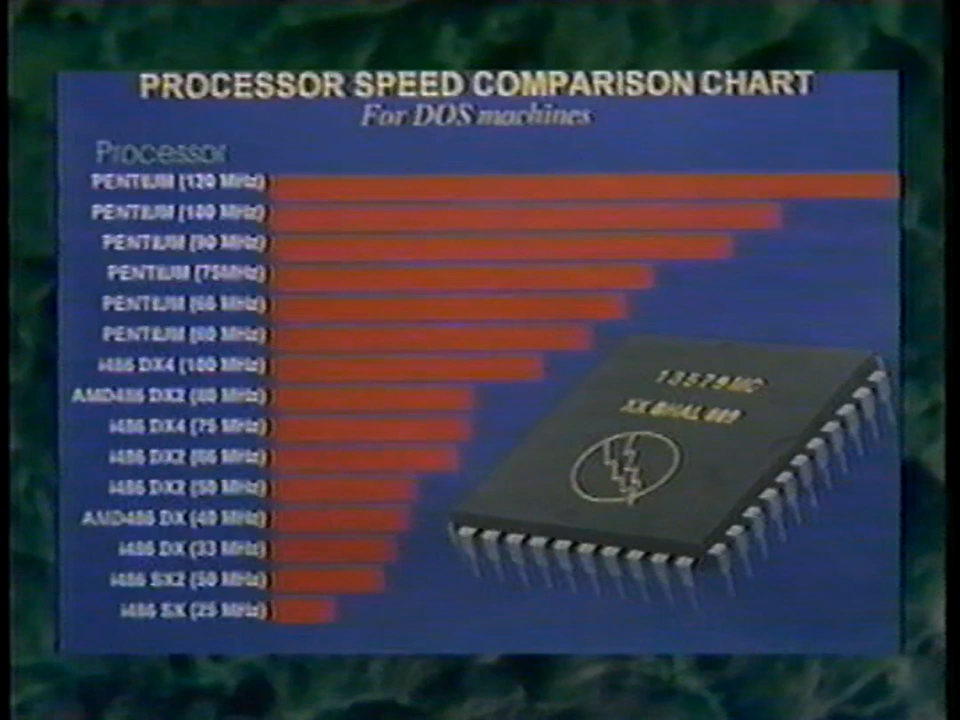 PROCESSOR SPEED COMPARISON CHART
For DOS machines
Processor
PENTIUM (120 MHz)
PENTIUM (100 MHz)
PENTIUM (90 MHz)
PENTIUM (75MHz)
PENTIUM (66 MHz)
PENTIUM (60 MHz)
i486 DX4 (100 MHz)
AMD486 DX2 (80 MHz)
i486 DX4 (75 MHz)
i486 DX2 (66 MHz)
i486 DX2 (50 MHz)
AMD486 DX (40 MHz)
i486 DX (33 MHz)
i486 SX2 (50 MHz)
i486 SX (25 MHz)
13579MC